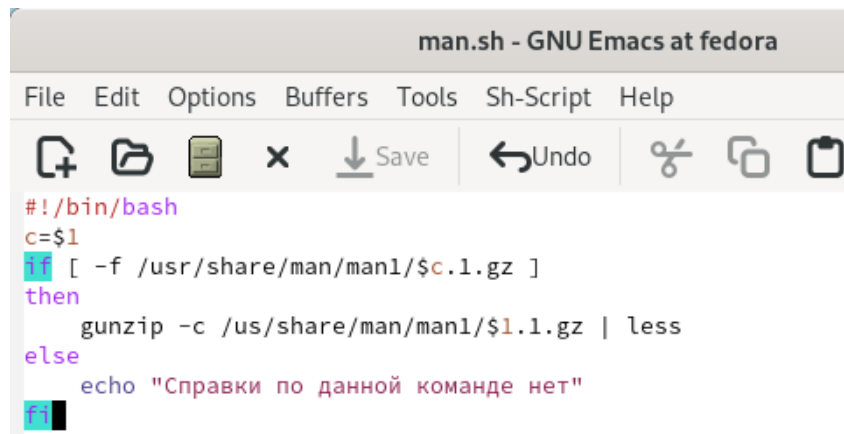 man.sh - GNU Emacs at fedora
File Edit Options Buffers Tools Sh-Script Help
Save Undo
#!/bin/bash
c=$1
if [ -f /usr/share/man/man1/$c.1.gz ]
then
    gunzip -c /us/share/man/man1/$1.1.gz | less
else
    echo "Справки по данной команде нет"
fi